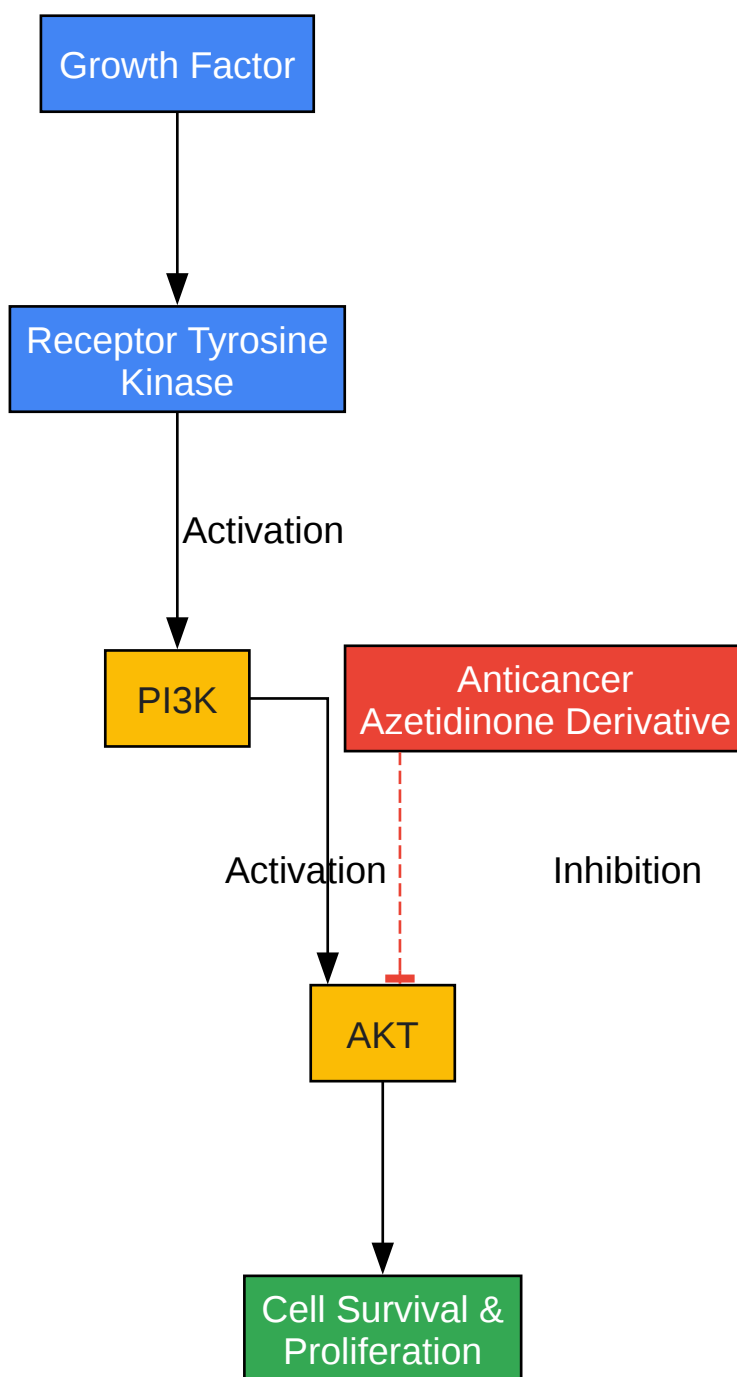 Growth Factor
Receptor Tyrosine
Kinase
Activation
PI3K
Anticancer
Azetidinone Derivative
Activation
Inhibition
AKT
Cell Survival &
Proliferation